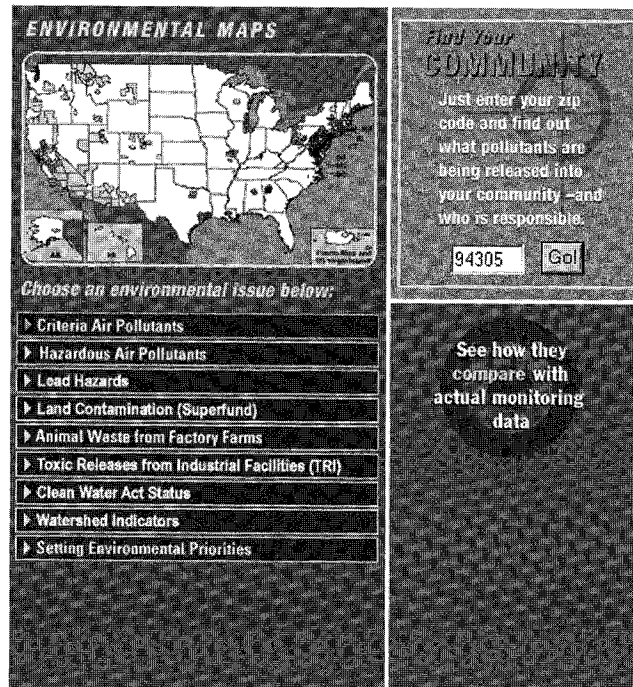 ENVIRONMENTAL MAPS
Choose an environmental issue below:
Criteria Air Pollutants
Hazardous Air Pollutants
Lead Hazards
Land Contamination (Superfund)
Animal Waste from Factory Farms
Toxic Releases from Industrial Facilities (TRI)
Clean Water Act Status
Watershed Indicators
Setting Environmental Priorities
Find Your
COMMUNITY
Just enter your zip
code and find out
what pollutants are
being released into
your community –and
who is responsible.
94305 Go!
See how they
compare with
actual monitoring
data